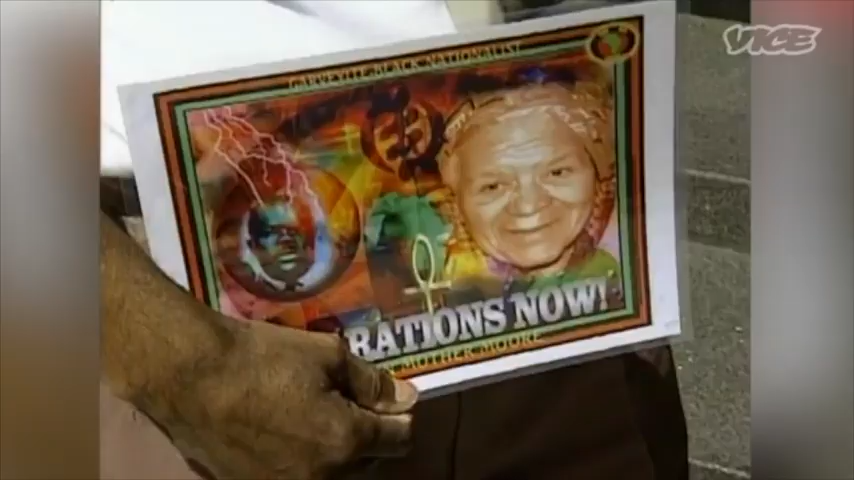 VICE
GARVEYITE BLACK NATIONALIST
RATIONS NOW!
MOTHER MOORE